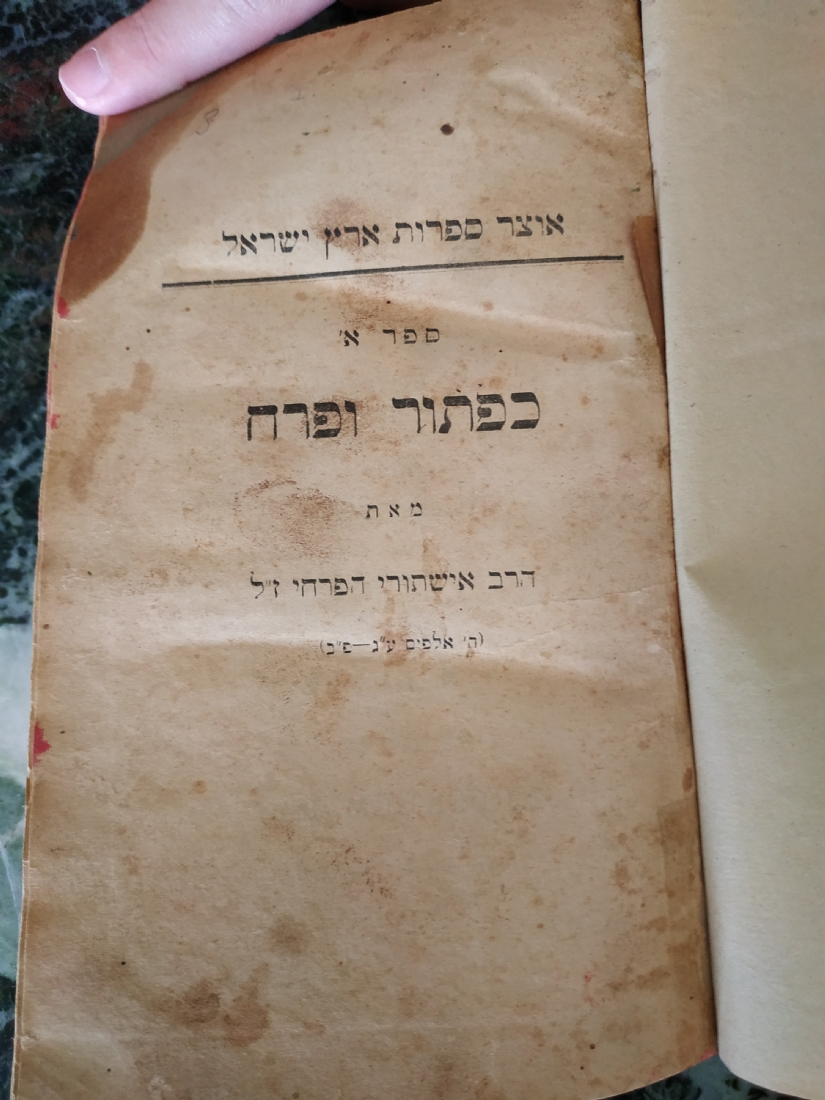 אוצר ספרות ארץ ישראל
ספר א'
כפתור ופרח
מאת
הרב אישתורי הפרחי ז"ל
(ה' אלפים ע"ג—פ"ב)